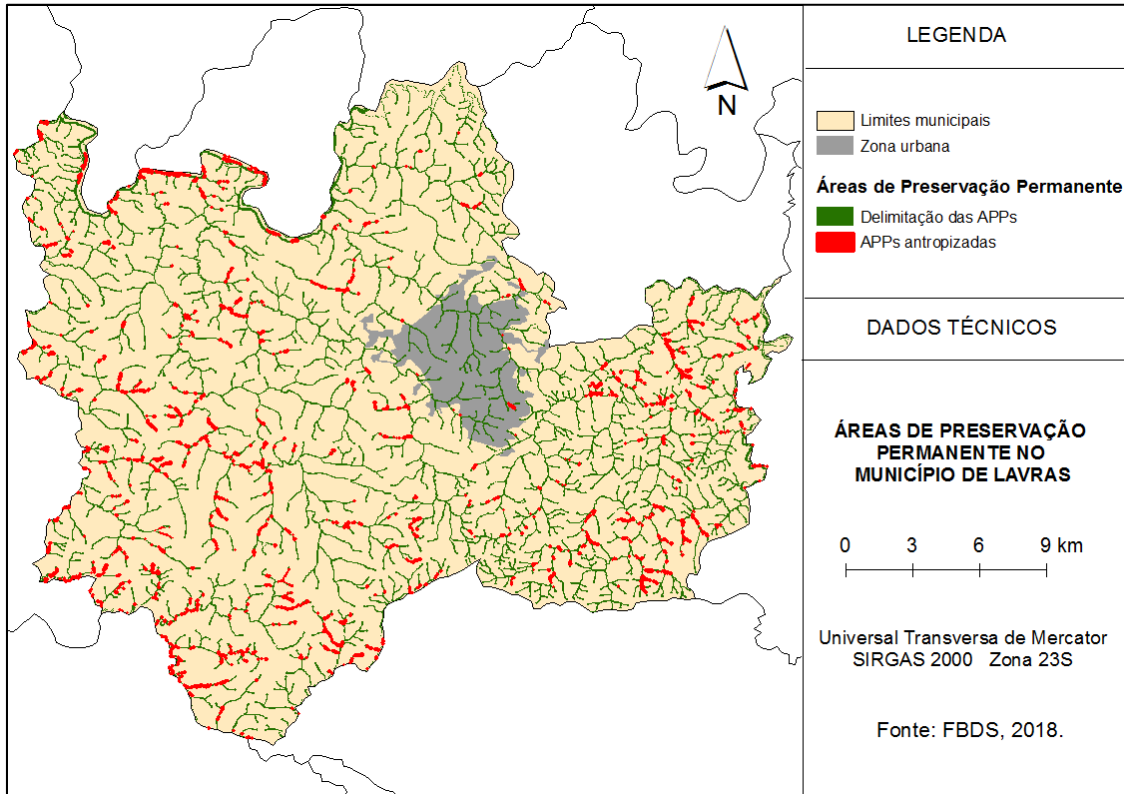 N
LEGENDA
Limites municipais
Zona urbana
Áreas de Preservação Permanente
Delimitação das APPs
APPs antropizadas
DADOS TÉCNICOS
ÁREAS DE PRESERVAÇÃO
PERMANENTE NO
MUNICÍPIO DE LAVRAS
0 3 6 9 km
Universal Transversa de Mercator
SIRGAS 2000 Zona 23S
Fonte: FBDS, 2018.